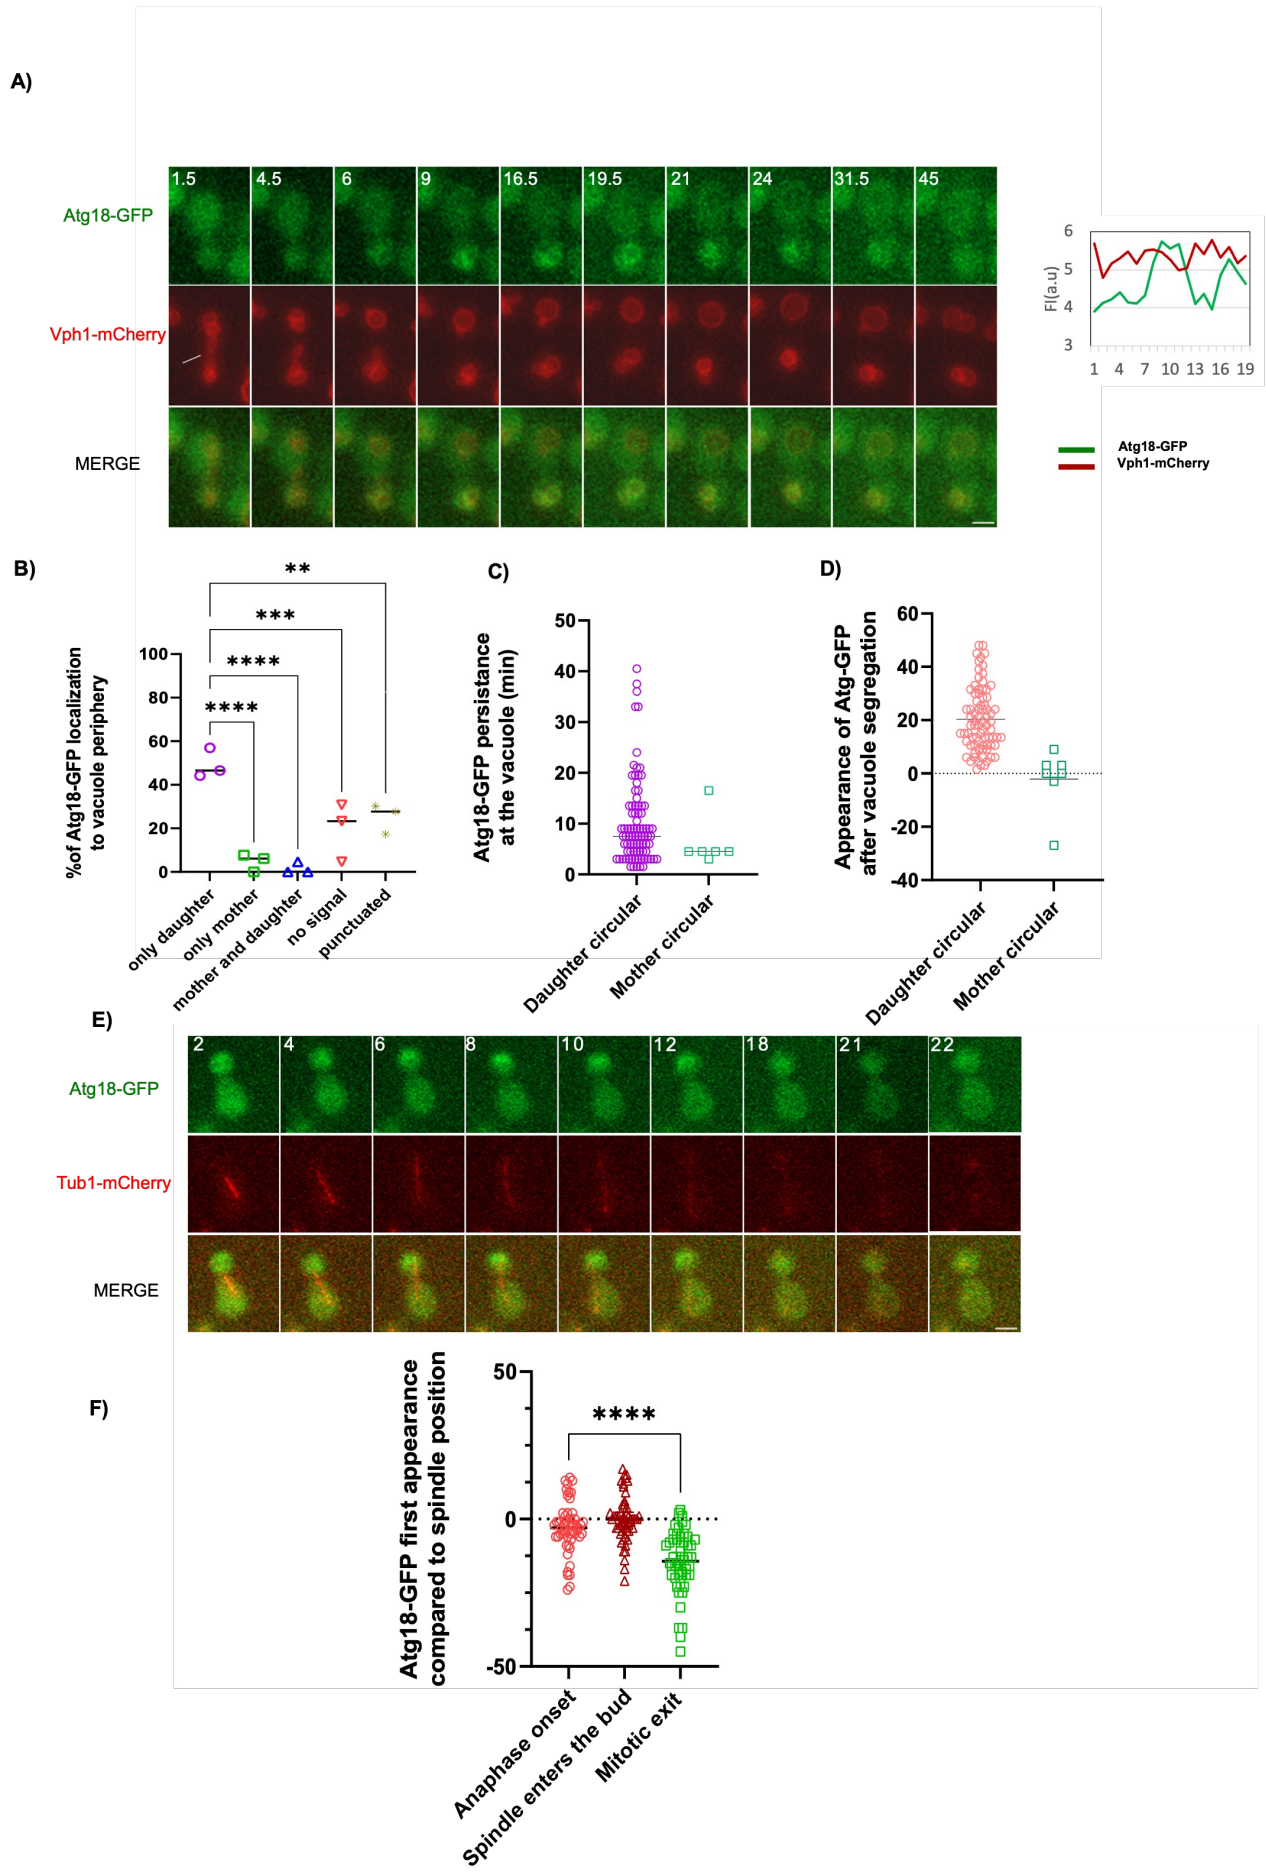 A)
1.5 4.5 6 9 16.5 19.5 21 24 31.5 45
Atg18-GFP
Vph1-mCherry
MERGE
FI(a.u)
6
5
4
3
1 4 7 10 13 16 19
Atg18-GFP
Vph1-mCherry
B)
**
***
****
****
%of Atg18-GFP localization
to vacuole periphery
100
80
60
40
20
0
only daughter
only mother
mother and daughter
no signal
punctuated
C)
Atg18-GFP persistance
at the vacuole (min)
50
40
30
20
10
0
Daughter circular
Mother circular
D)
Appearance of Atg-GFP
after vacuole segregation
60
40
20
0
-20
-40
Daughter circular
Mother circular
E)
2 4 6 8 10 12 18 21 22
Atg18-GFP
Tub1-mCherry
MERGE
F)
Atg18-GFP first appearance
compared to spindle position
50
0
-50
****
Anaphase onset
Spindle enters the bud
Mitotic exit